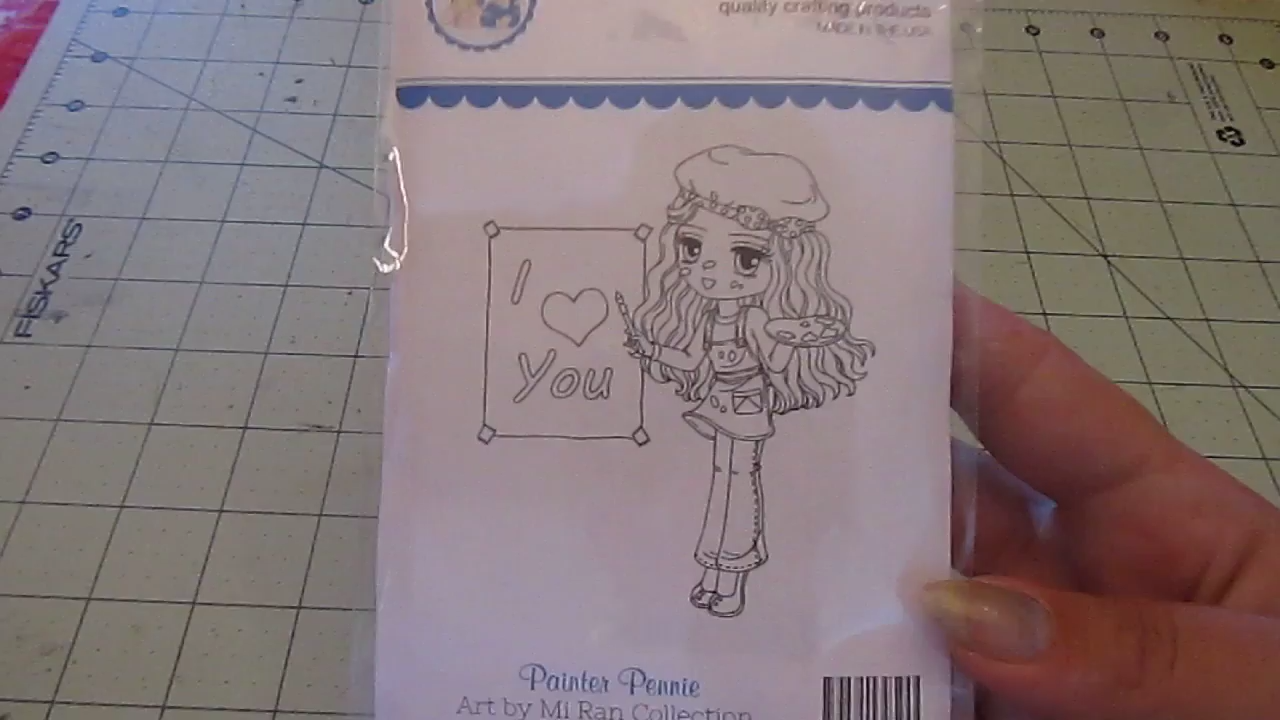 quality crafting products
MADE IN THE USA
I
You
Painter Pennie
Art by Mi Ran Collection
FISKARS